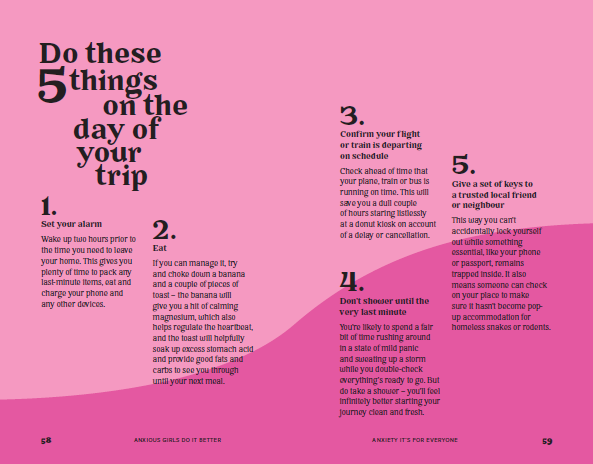 Do these
5 things
on the
day of
your
trip
1.
Set your alarm
Wake up two hours prior to
the time you need to leave
your home. This gives you
plenty of time to pack any
last-minute items, eat and
charge your phone and
any other devices.
2.
Eat
If you can manage it, try
and choke down a banana
and a couple of pieces of
toast – the banana will
give you a hit of calming
magnesium, which also
helps regulate the heartbeat,
and the toast will helpfully
soak up excess stomach acid
and provide good fats and
carbs to see you through
until your next meal.
3.
Confirm your flight
or train is departing
on schedule
Check ahead of time that
your plane, train or bus is
running on time. This will
save you a dull couple
of hours staring listlessly
at a donut kiosk on account
of a delay or cancellation.
4.
Don't shower until the
very last minute
You're likely to spend a fair
bit of time rushing around
in a state of mild panic
and sweating up a storm
while you double-check
everything's ready to go. But
do take a shower – you'll feel
infinitely better starting your
journey clean and fresh.
5.
Give a set of keys to
a trusted local friend
or neighbour
This way you can't
accidentally lock yourself
out while something
essential, like your phone
or passport, remains
trapped inside. It also
means someone can check
on your place to make
sure it hasn't become pop-
up accommodation for
homeless snakes or rodents.
58
ANXIOUS GIRLS DO IT BETTER
ANXIETY IT'S FOR EVERYONE
59